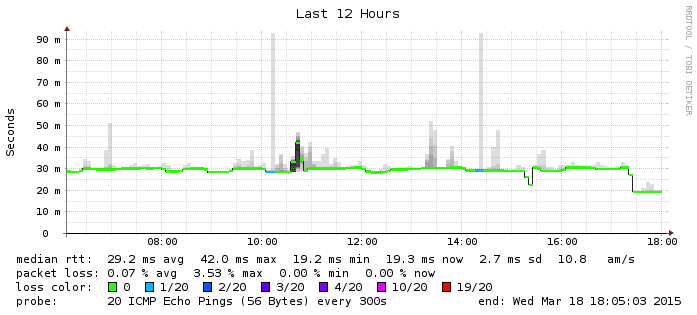 Last 12 Hours
RRDTOOL / TOBI OETIKER
Seconds
90 m
80 m
70 m
60 m
50 m
40 m
30 m
20 m
10 m
0
08:00 10:00 12:00 14:00 16:00 18:00
median rtt: 29.2 ms avg 42.0 ms max 19.2 ms min 19.3 ms now 2.7 ms sd 10.8 am/s
packet loss: 0.07 % avg 3.53 % max 0.00 % min 0.00 % now
loss color: 0 1/20 2/20 3/20 4/20 10/20 19/20
probe: 20 ICMP Echo Pings (56 Bytes) every 300s end: Wed Mar 18 18:05:03 2015